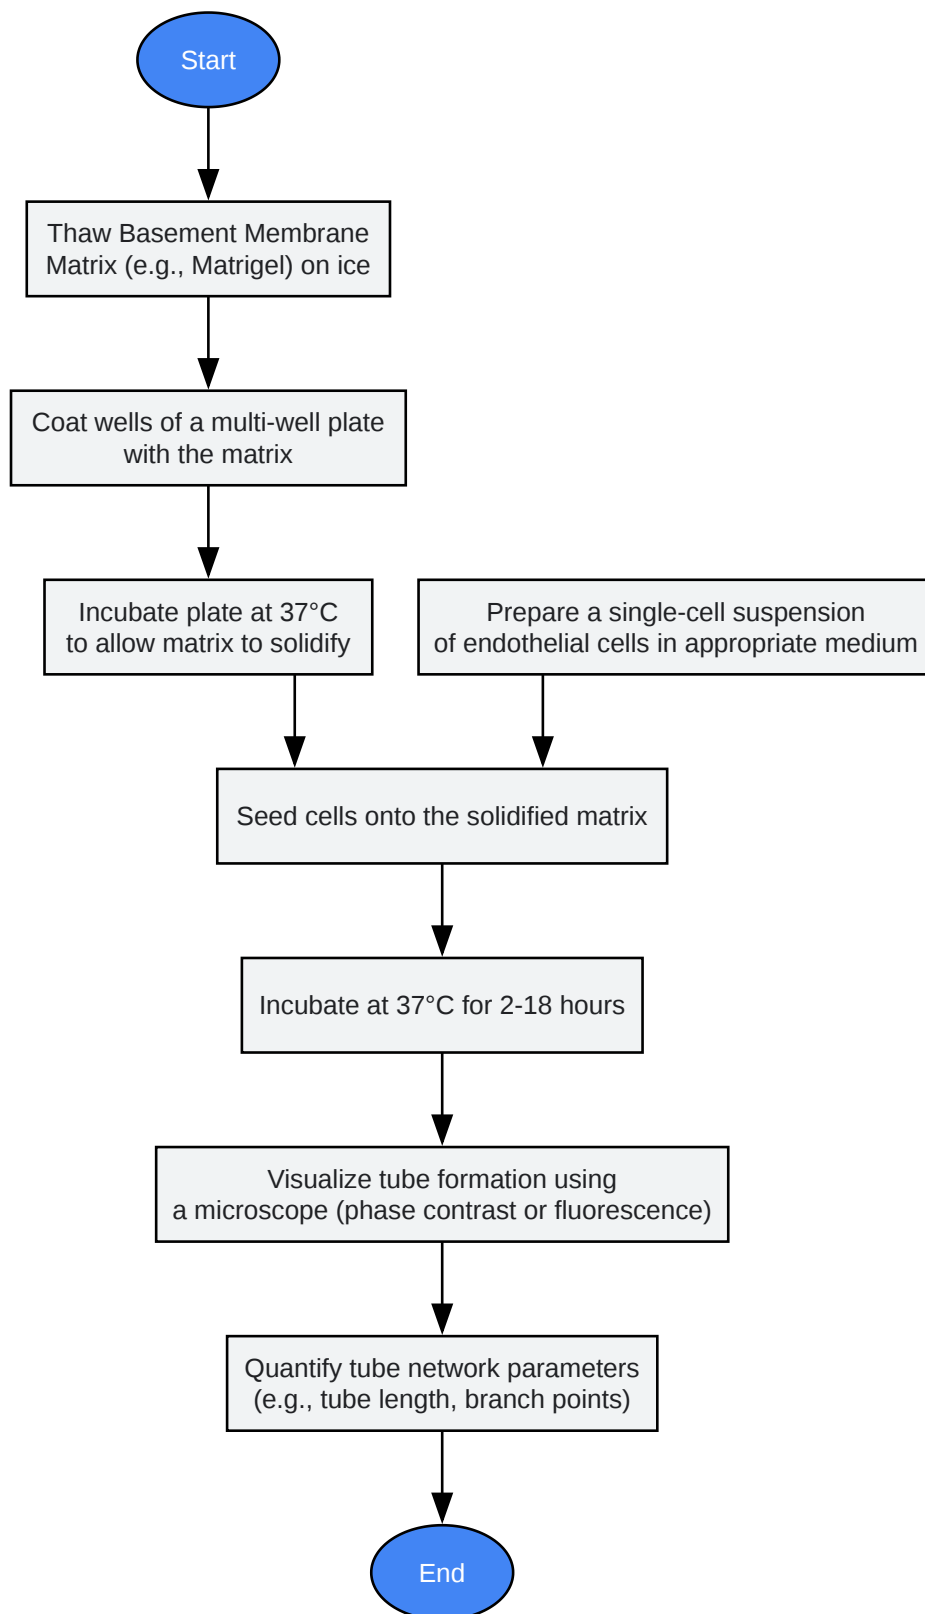 Start
Thaw Basement Membrane
Matrix (e.g., Matrigel) on ice
Coat wells of a multi-well plate
with the matrix
Incubate plate at 37°C
to allow matrix to solidify
Prepare a single-cell suspension
of endothelial cells in appropriate medium
Seed cells onto the solidified matrix
Incubate at 37°C for 2-18 hours
Visualize tube formation using
a microscope (phase contrast or fluorescence)
Quantify tube network parameters
(e.g., tube length, branch points)
End